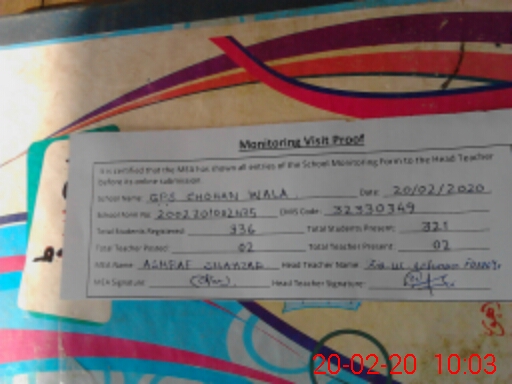 Monitoring Visit Proof
It is certified that the MEA has shown all entries of the School Monitoring Form to the Head Teacher
before its online submission.
School Name: GPS CHOHAN WALA Date: 20/02/2020
School Form No: EMIS Code: 32330349
Total Students Registered: 336 Total Students Present: 321
Total Teacher Posted: 02 Total Teacher Present: 02
MEA Name: ASHRAF Head Teacher Name:
MEA Signature: Head Teacher Signature:
20-02-20 10:03